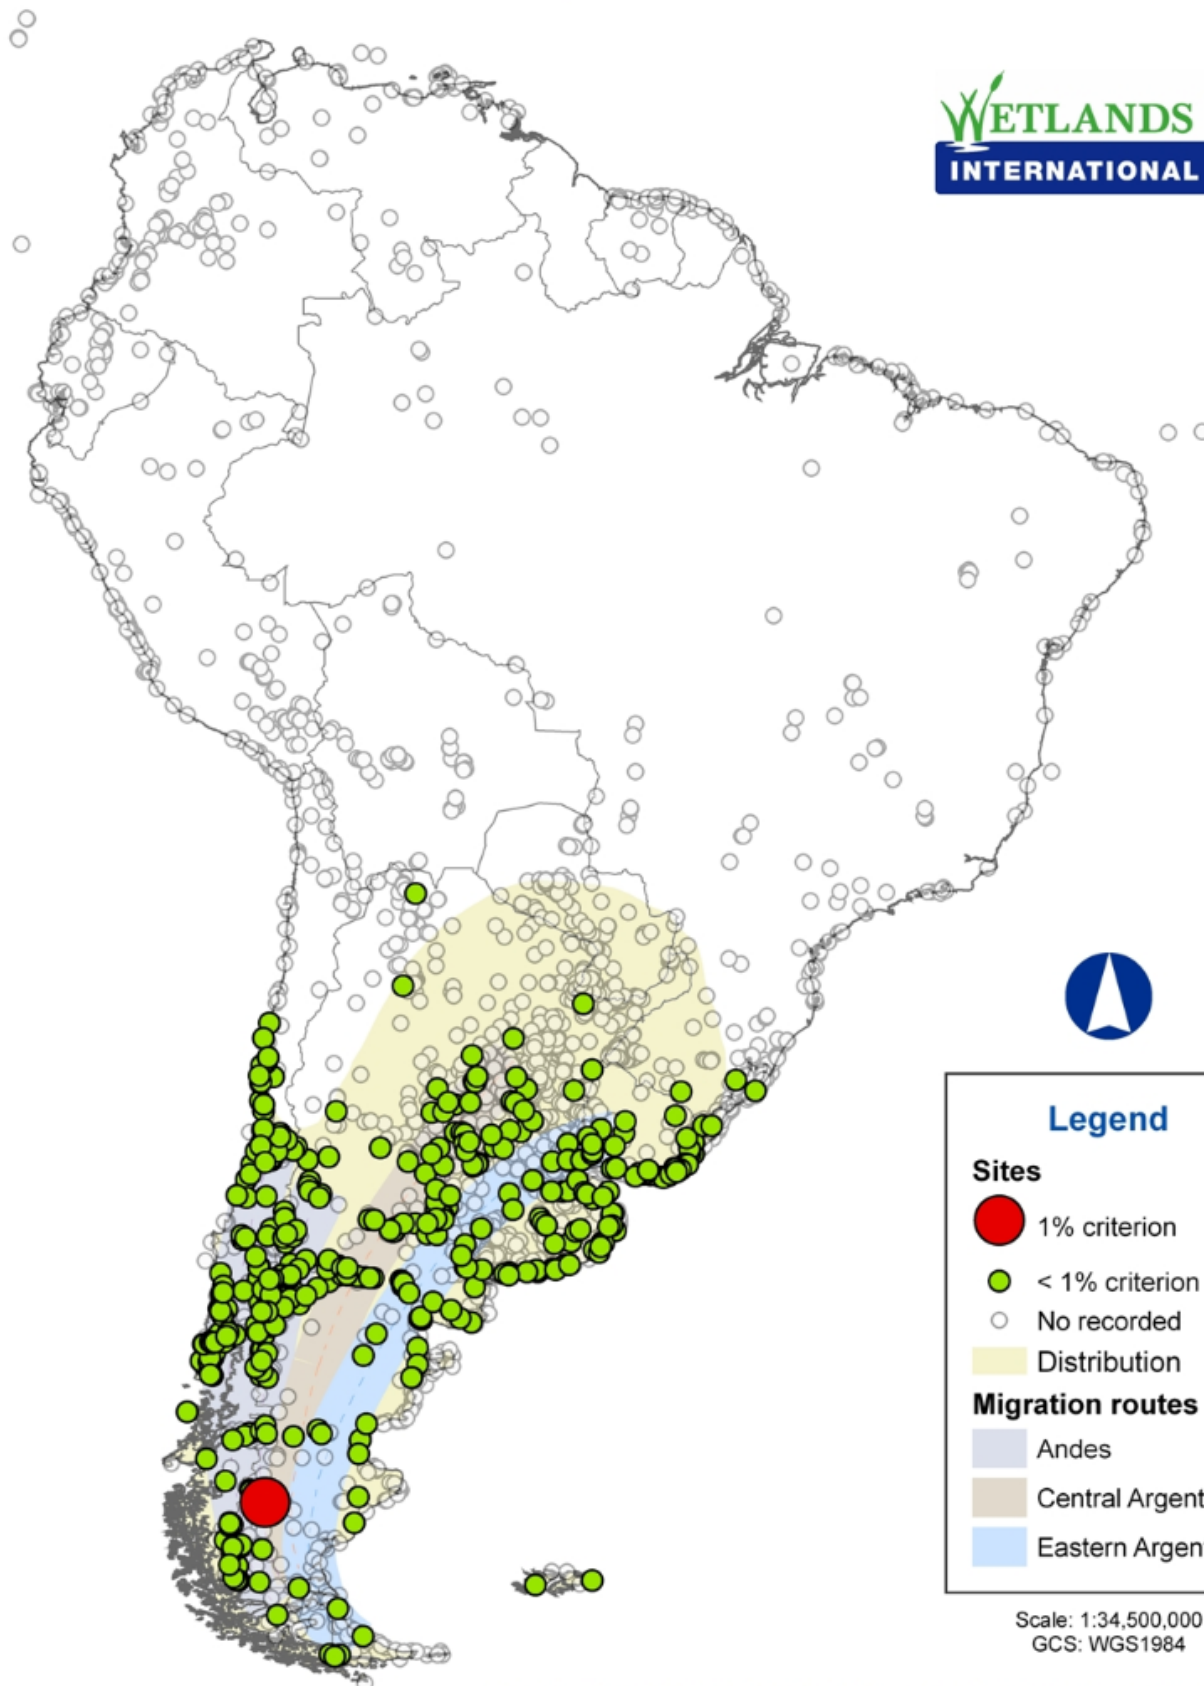 WETLANDS
INTERNATIONAL
Legend
Sites
1% criterion
< 1% criterion
No recorded
Distribution
Migration routes
Andes
Central Argent
Eastern Argen
Scale: 1:34,500,000
GCS: WGS1984